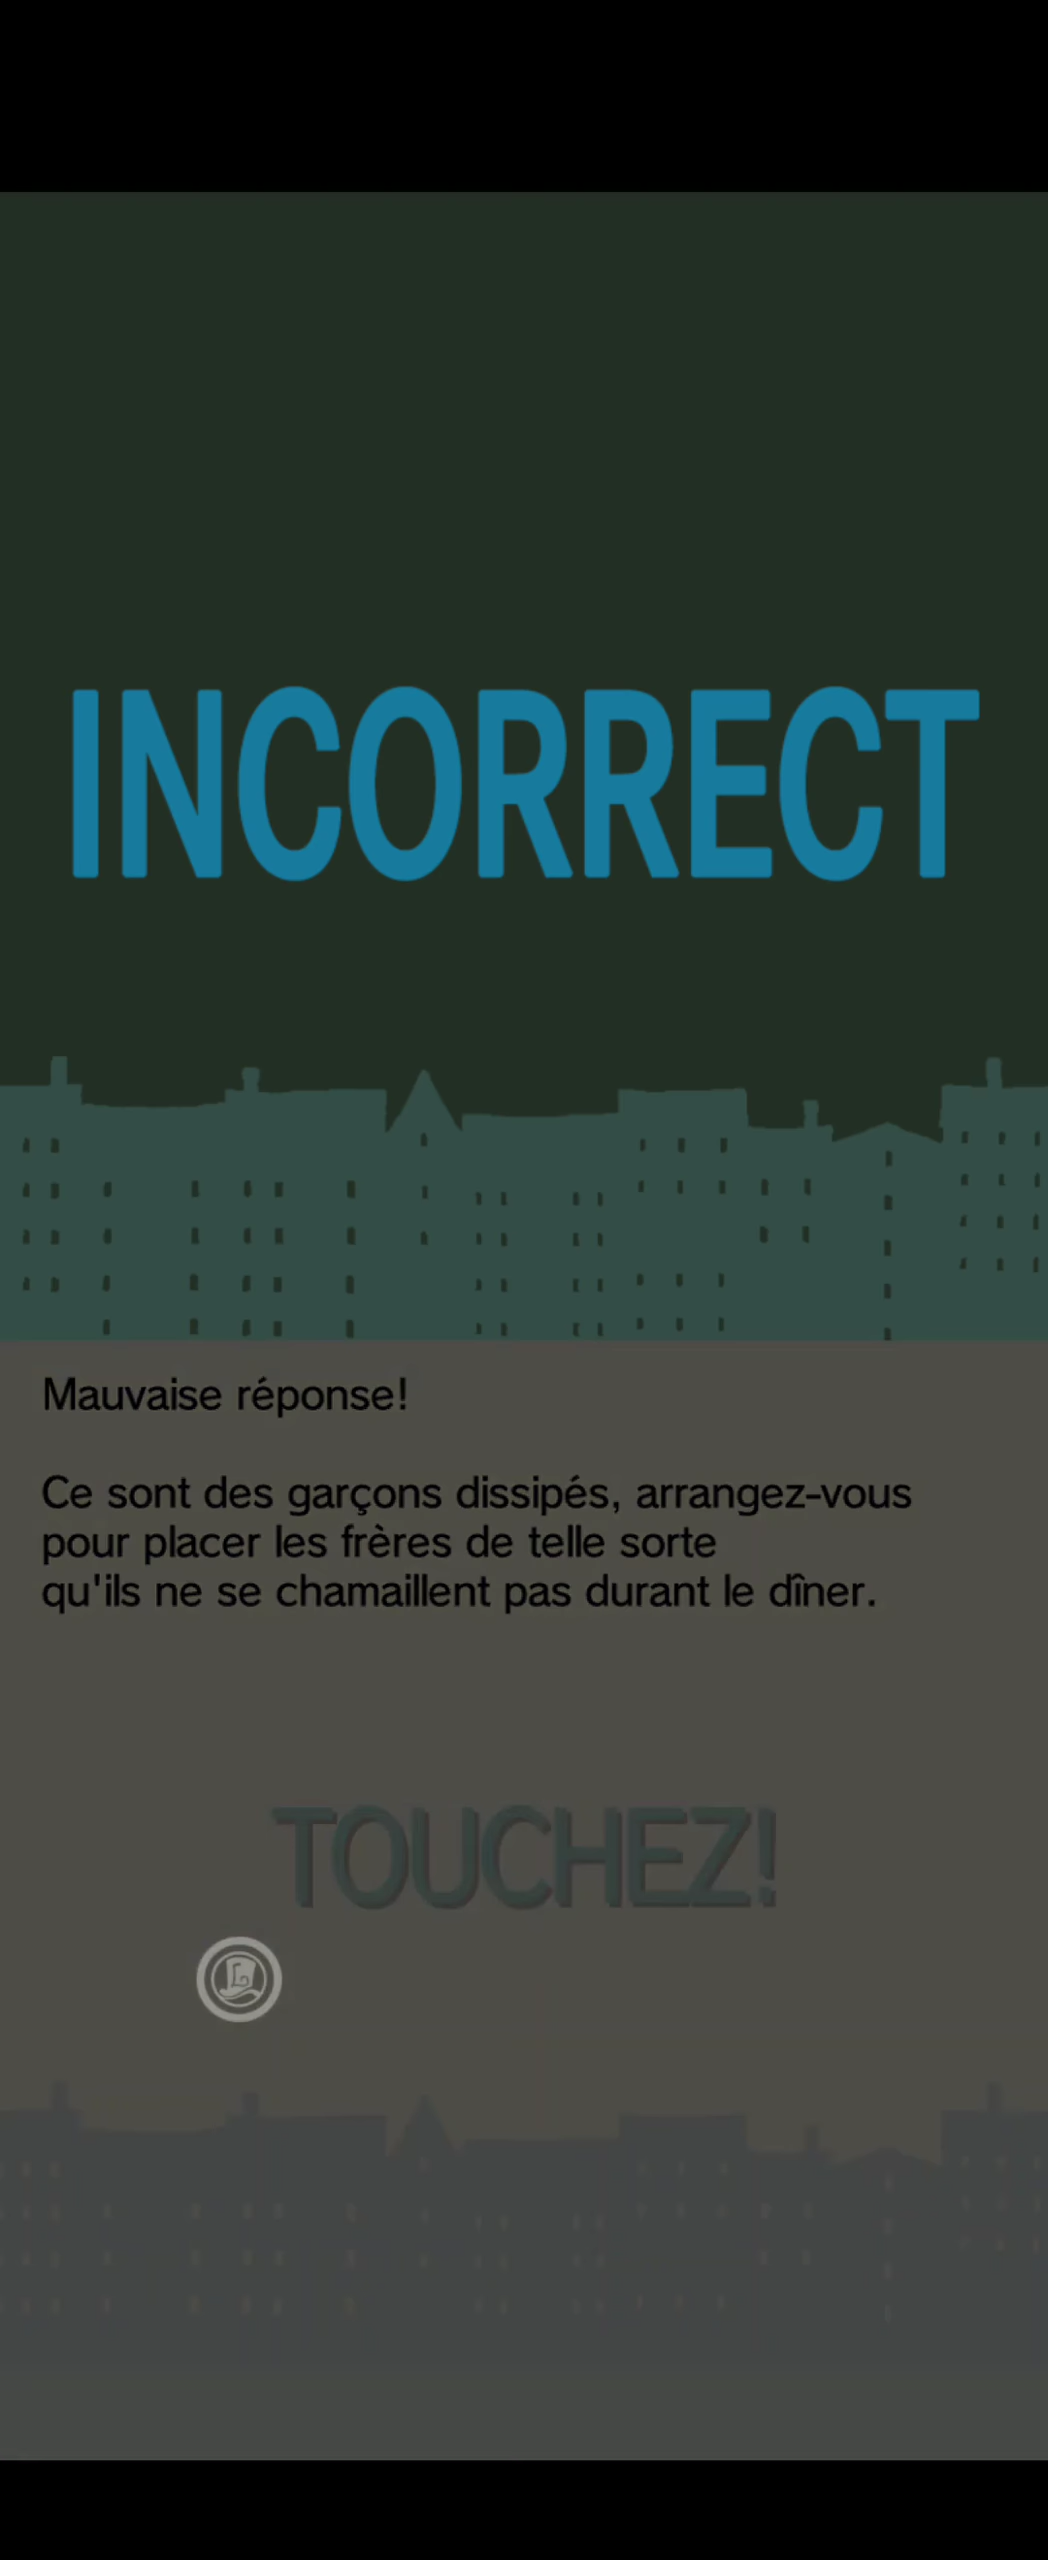 INCORRECT
Mauvaise réponse!
Ce sont des garçons dissipés, arrangez-vous
pour placer les frères de telle sorte
qu'ils ne se chamaillent pas durant le dîner.
TOUCHEZ!
L